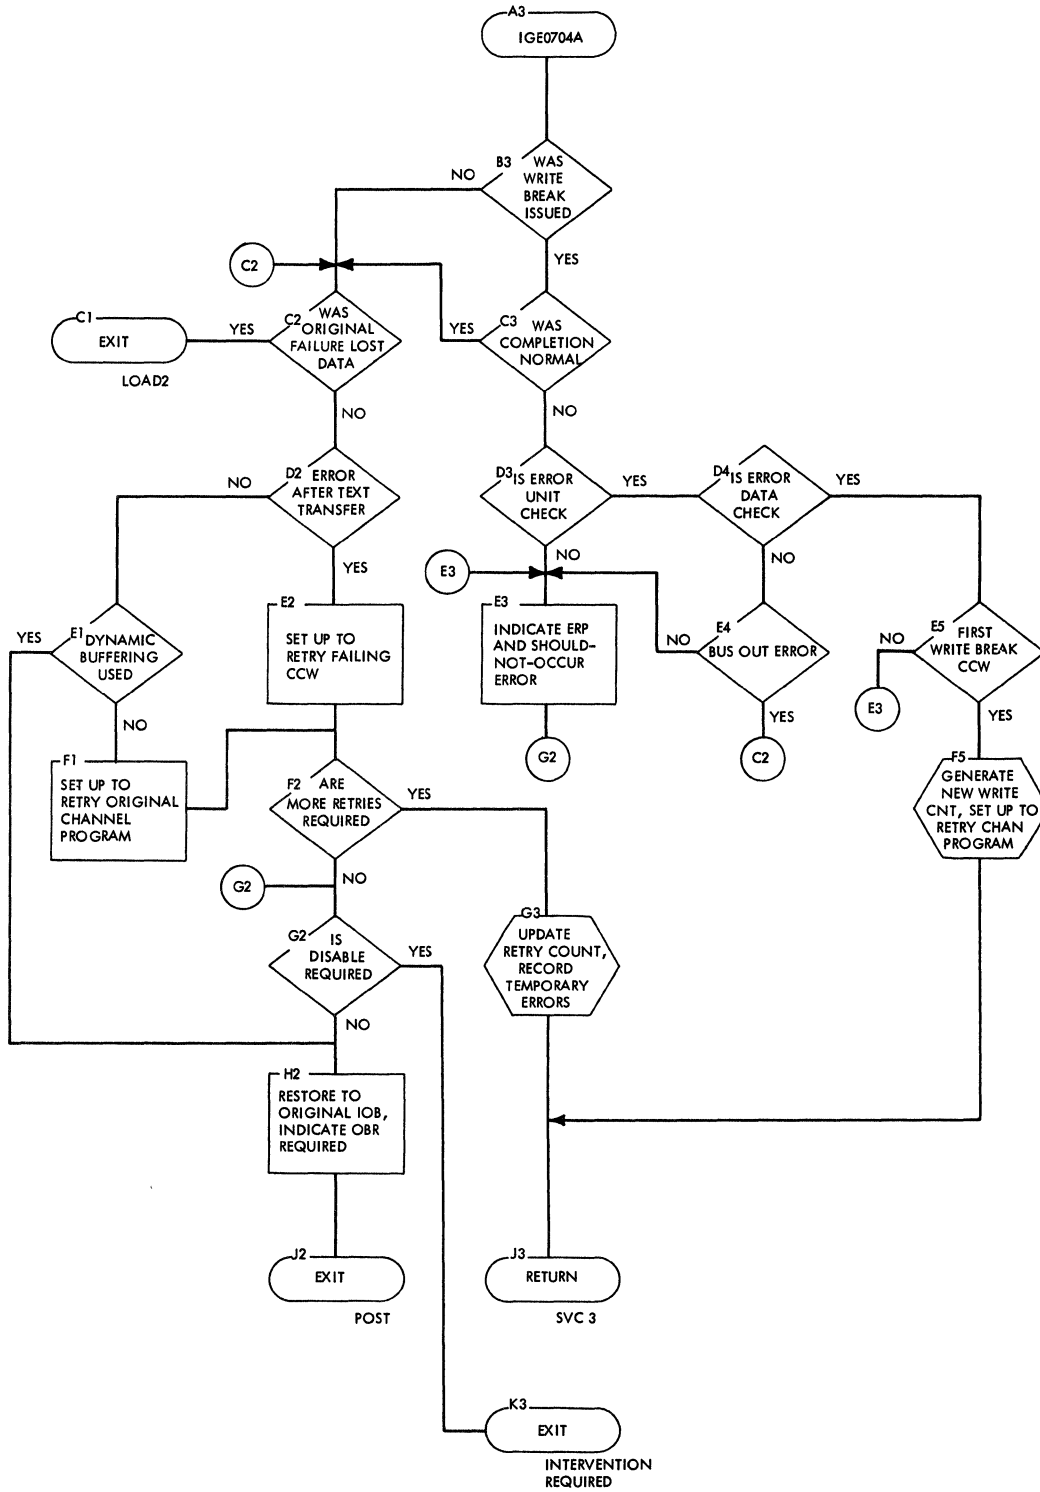 A3
IGE0704A
B3 WAS
WRITE
BREAK
ISSUED
NO
YES
C2
C1
EXIT
LOAD2
YES
C2 WAS
ORIGINAL
FAILURE LOST
DATA
NO
YES
C3 WAS
COMPLETION
NORMAL
NO
D2 ERROR
AFTER TEXT
TRANSFER
NO
YES
D3 IS ERROR
UNIT
CHECK
YES
NO
D4 IS ERROR
DATA
CHECK
YES
NO
E3
E1 DYNAMIC
BUFFERING
USED
YES
NO
E2
SET UP TO
RETRY FAILING
CCW
E3
INDICATE ERP
AND SHOULD-
NOT-OCCUR
ERROR
E4
BUS OUT ERROR
NO
YES
E5 FIRST
WRITE BREAK
CCW
NO
YES
E3
G2
C2
F1
SET UP TO
RETRY ORIGINAL
CHANNEL
PROGRAM
F2 ARE
MORE RETRIES
REQUIRED
YES
NO
F5
GENERATE
NEW WRITE
CNT, SET UP TO
RETRY CHAN
PROGRAM
G2
G2 IS
DISABLE
REQUIRED
YES
NO
G3
UPDATE
RETRY COUNT,
RECORD
TEMPORARY
ERRORS
H2
RESTORE TO
ORIGINAL IOB,
INDICATE OBR
REQUIRED
J2
EXIT
POST
J3
RETURN
SVC 3
K3
EXIT
INTERVENTION
REQUIRED